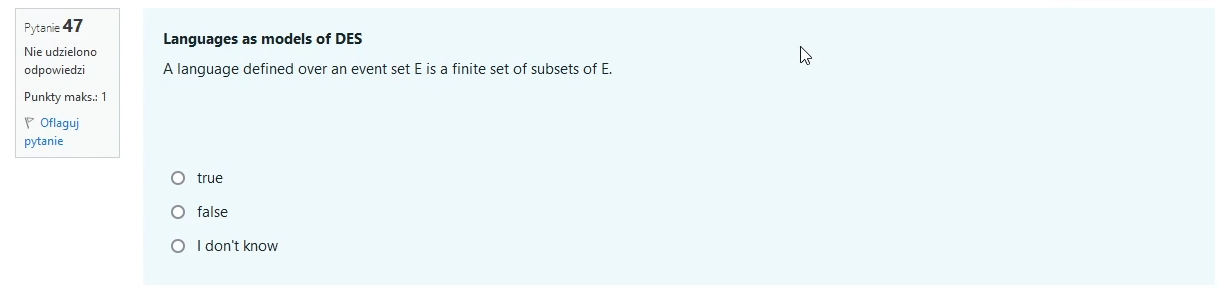 Pytanie 47
Nie udzielono
odpowiedzi
Punkty maks.: 1
Oflaguj
pytanie
Languages as models of DES
A language defined over an event set E is a finite set of subsets of E.
true
false
I don't know